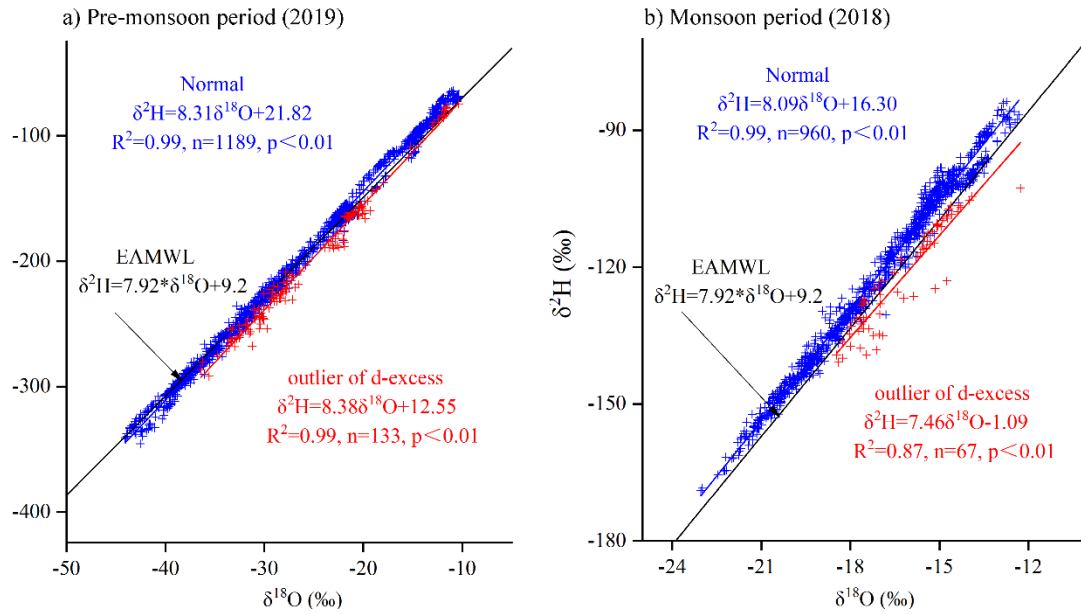 a) Pre-monsoon period (2019)
Normal
δ²H=8.31δ¹⁸O+21.82
R²=0.99, n=1189, p<0.01
EAMWL
δ²H=7.92*δ¹⁸O+9.2
outlier of d-excess
δ²H=8.38δ¹⁸O+12.55
R²=0.99, n=133, p<0.01
-100
-200
-300
-400
-50
-40
-30
-20
-10
δ¹⁸O (‰)
b) Monsoon period (2018)
Normal
δ²H=8.09δ¹⁸O+16.30
R²=0.99, n=960, p<0.01
EAMWL
δ²H=7.92*δ¹⁸O+9.2
outlier of d-excess
δ²H=7.46δ¹⁸O-1.09
R²=0.87, n=67, p<0.01
δ²H (‰)
-90
-120
-150
-180
-24
-21
-18
-15
-12
δ¹⁸O (‰)